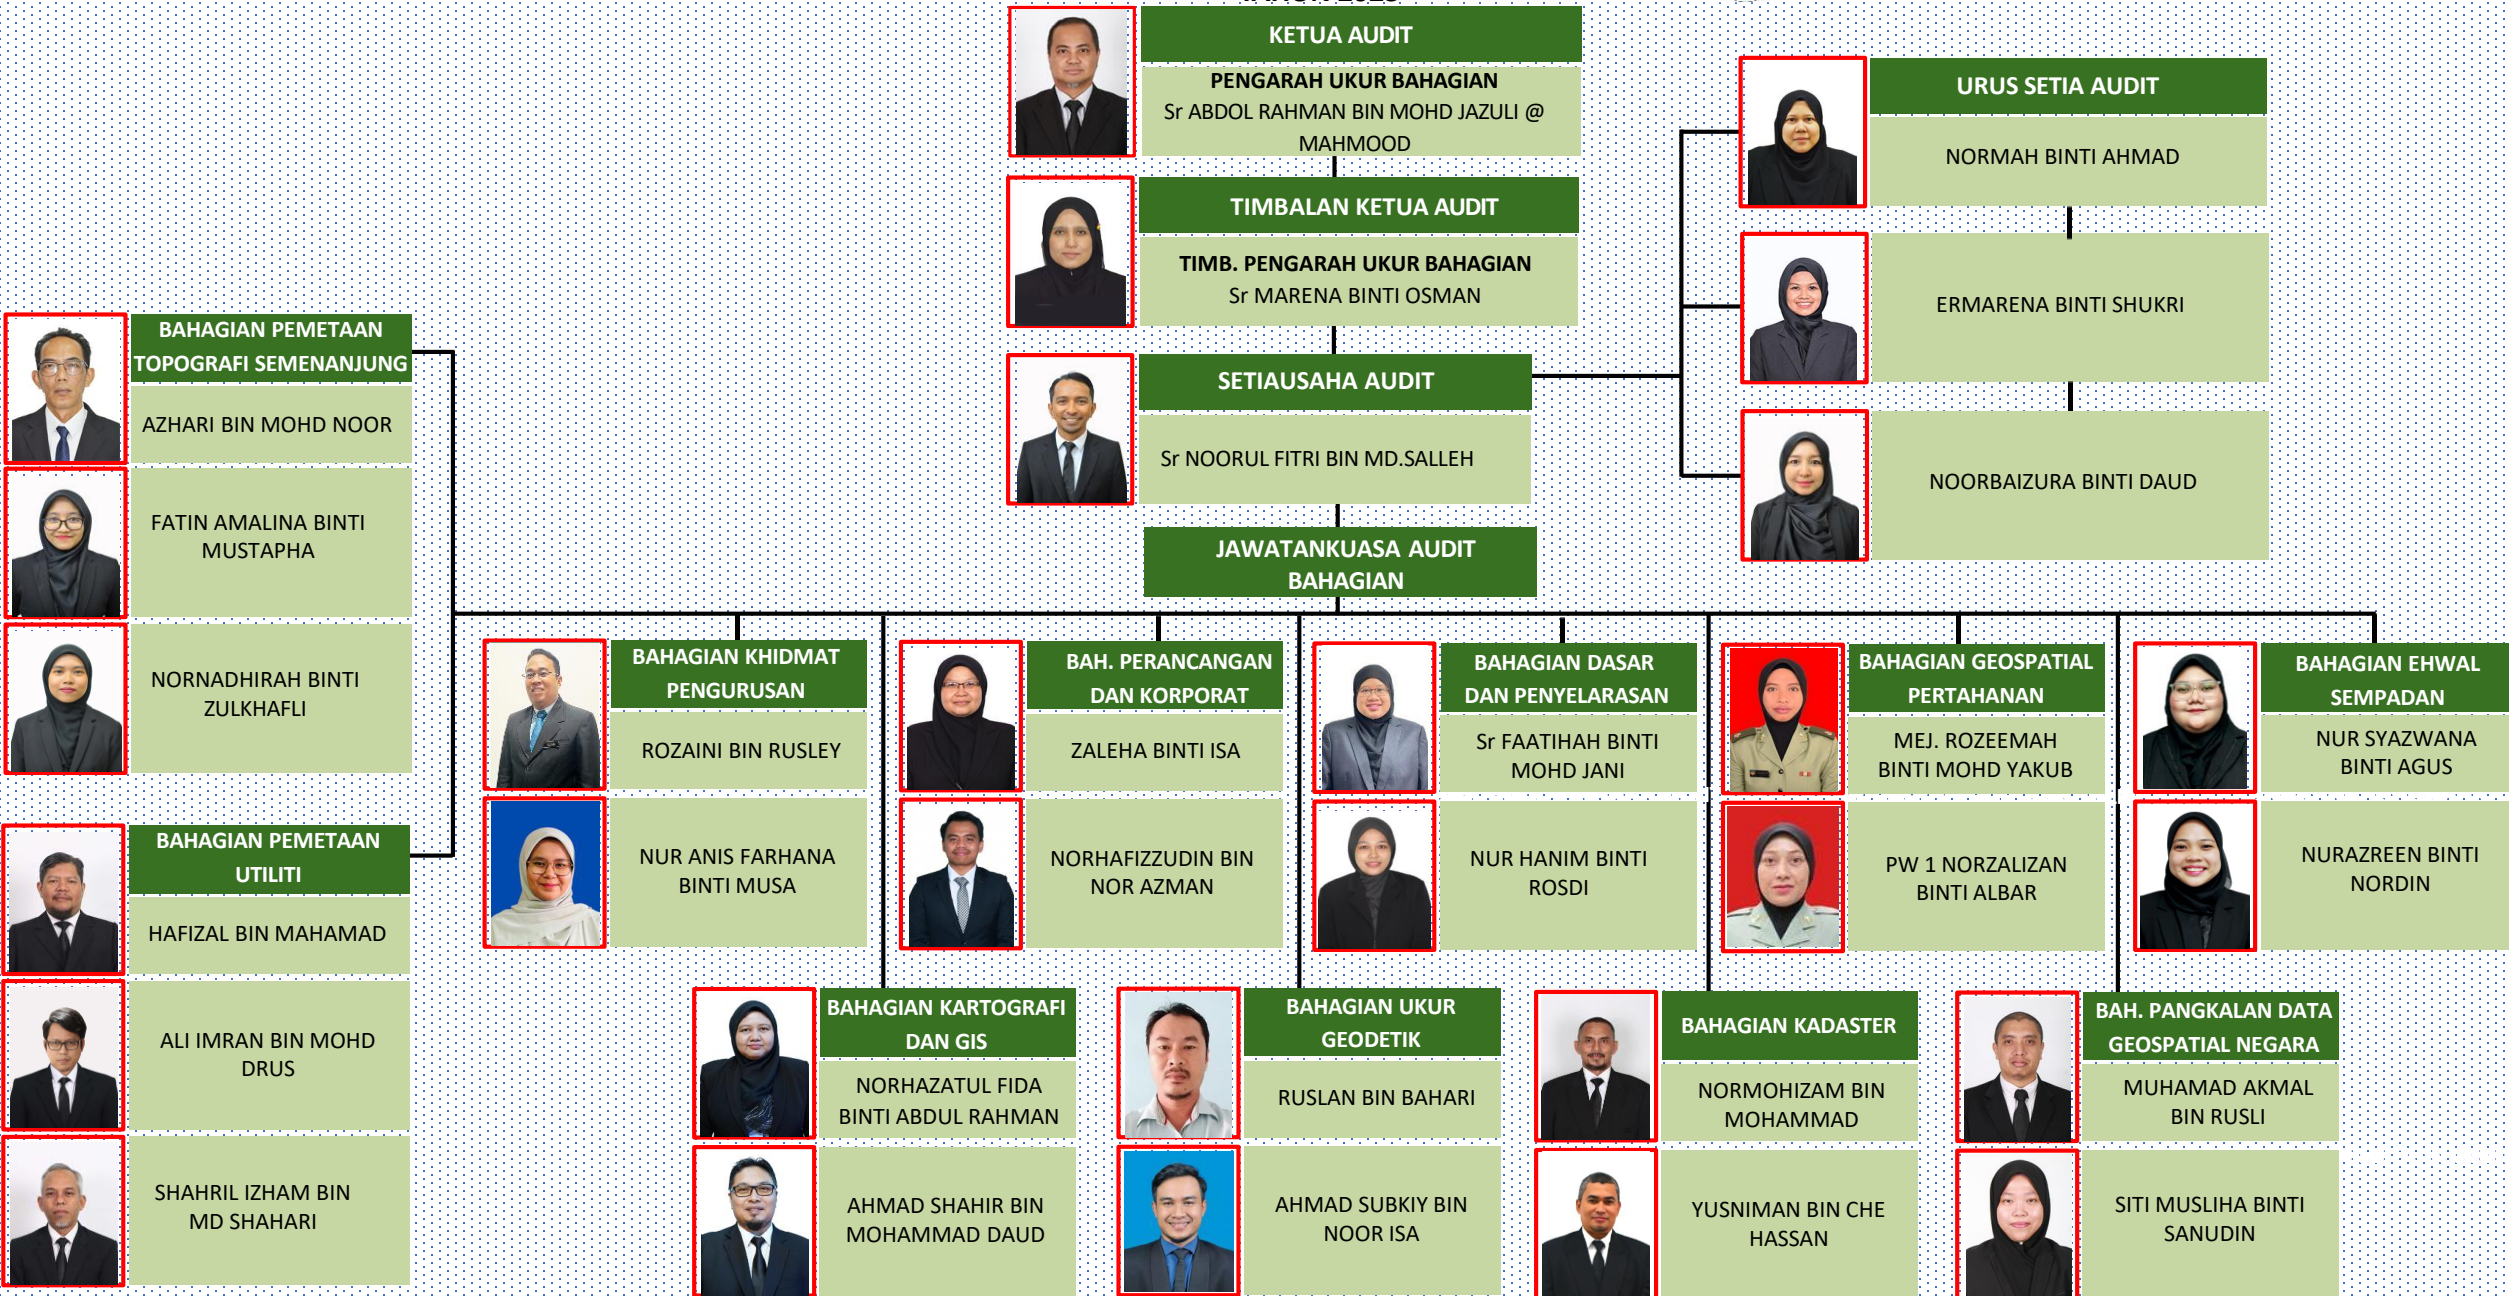 KETUA AUDIT
PENGARAH UKUR BAHAGIAN
Sr ABDOL RAHMAN BIN MOHD JAZULI @
MAHMOOD
TIMBALAN KETUA AUDIT
TIMB. PENGARAH UKUR BAHAGIAN
Sr MARENA BINTI OSMAN
SETIAUSAHA AUDIT
Sr NOORUL FITRI BIN MD.SALLEH
URUS SETIA AUDIT
NORMAH BINTI AHMAD
ERMARENA BINTI SHUKRI
NOORBAIZURA BINTI DAUD
JAWATANKUASA AUDIT
BAHAGIAN
BAHAGIAN PEMETAAN
TOPOGRAFI SEMENANJUNG
AZHARI BIN MOHD NOOR
FATIN AMALINA BINTI
MUSTAPHA
NORNADHIRAH BINTI
ZULKHAFLI
BAHAGIAN PEMETAAN
UTILITI
HAFIZAL BIN MAHAMAD
ALI IMRAN BIN MOHD
DRUS
SHAHRIL IZHAM BIN
MD SHAHARI
BAHAGIAN KHIDMAT
PENGURUSAN
ROZAINI BIN RUSLEY
NUR ANIS FARHANA
BINTI MUSA
BAH. PERANCANGAN
DAN KORPORAT
ZALEHA BINTI ISA
NORHAFIZZUDIN BIN
NOR AZMAN
BAHAGIAN DASAR
DAN PENYELARASAN
Sr FAATIHAH BINTI
MOHD JANI
NUR HANIM BINTI
ROSDI
BAHAGIAN GEOSPATIAL
PERTAHANAN
MEJ. ROZEEMAH
BINTI MOHD YAKUB
PW 1 NORZALIZAN
BINTI ALBAR
BAHAGIAN EHWAL
SEMPADAN
NUR SYAZWANA
BINTI AGUS
NURAZREEN BINTI
NORDIN
BAHAGIAN KARTOGRAFI
DAN GIS
NORHAZATUL FIDA
BINTI ABDUL RAHMAN
AHMAD SHAHIR BIN
MOHAMMAD DAUD
BAHAGIAN UKUR
GEODETIK
RUSLAN BIN BAHARI
AHMAD SUBKIY BIN
NOOR ISA
BAHAGIAN KADASTER
NORMOHIZAM BIN
MOHAMMAD
YUSNIMAN BIN CHE
HASSAN
BAH. PANGKALAN DATA
GEOSPATIAL NEGARA
MUHAMAD AKMAL
BIN RUSLI
SITI MUSLIHA BINTI
SANUDIN